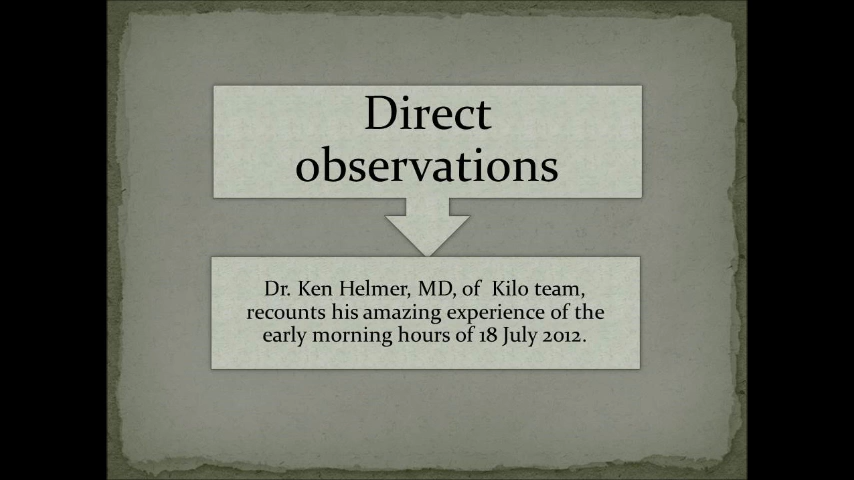 Direct
observations
Dr. Ken Helmer, MD, of  Kilo team,
recounts his amazing experience of the
early morning hours of 18 July 2012.